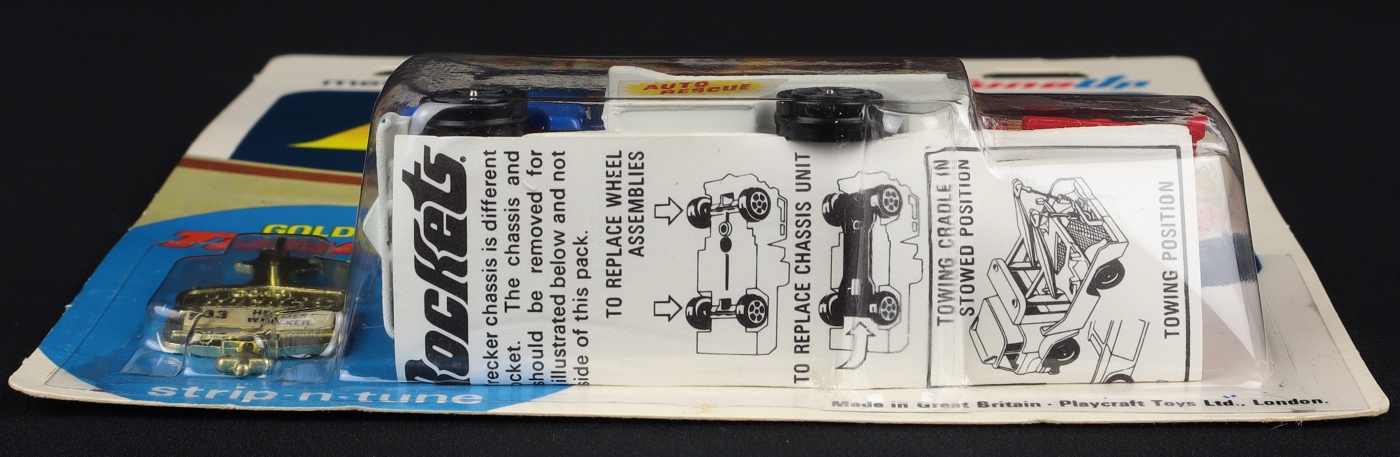 AUTO
RESCUE
GOLD
Rockets.
recker chassis is different
ocket. The chassis and
should be removed for
illustrated below and not
side of this pack.
TO REPLACE WHEEL
ASSEMBLIES
TO REPLACE CHASSIS UNIT
TOWING CRADLE IN
STOWED POSITION
TOWING POSITION
strip-n-tune
Made in Great Britain · Playcraft Toys Ltd., London.